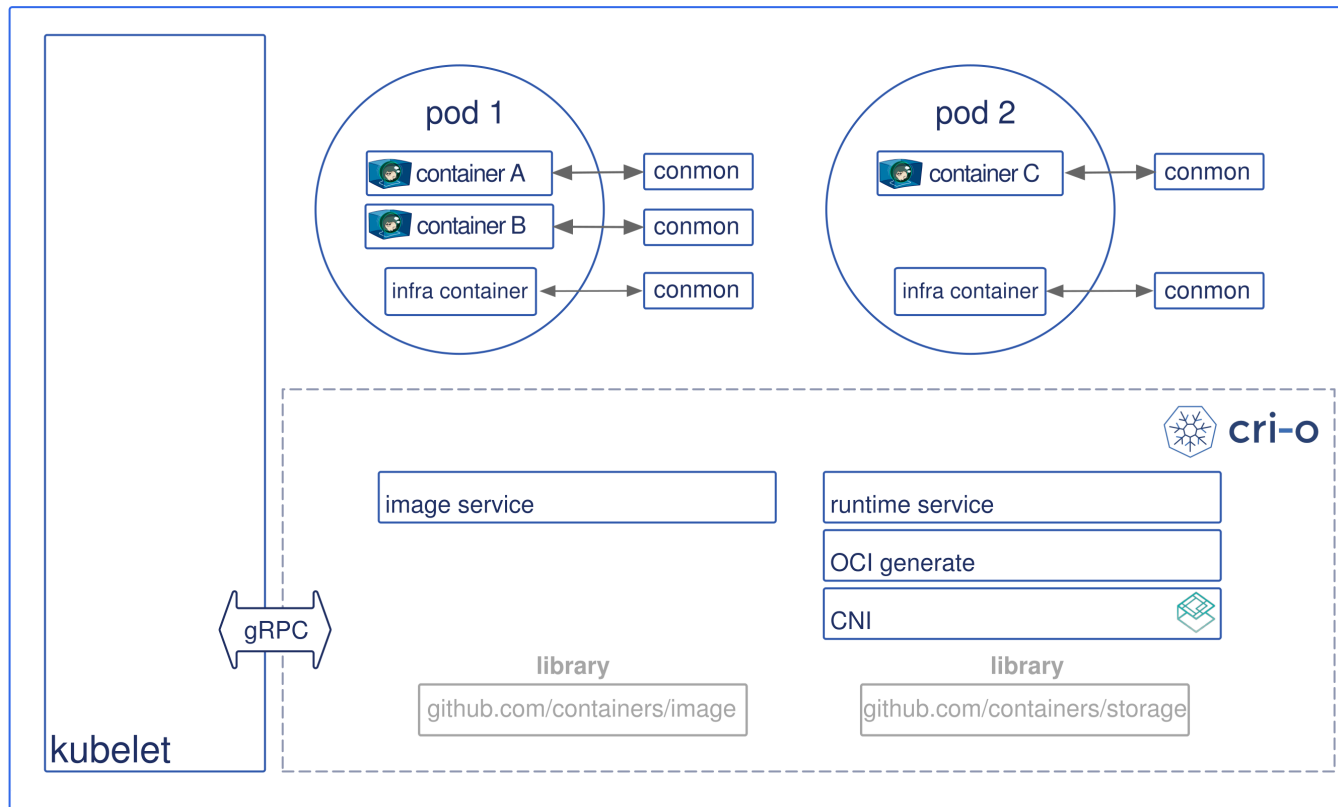 pod 1
container A
conmon
container B
conmon
infra container
conmon
pod 2
container C
conmon
infra container
conmon
cri-o
image service
runtime service
OCI generate
CNI
gRPC
library
github.com/containers/image
library
github.com/containers/storage
kubelet